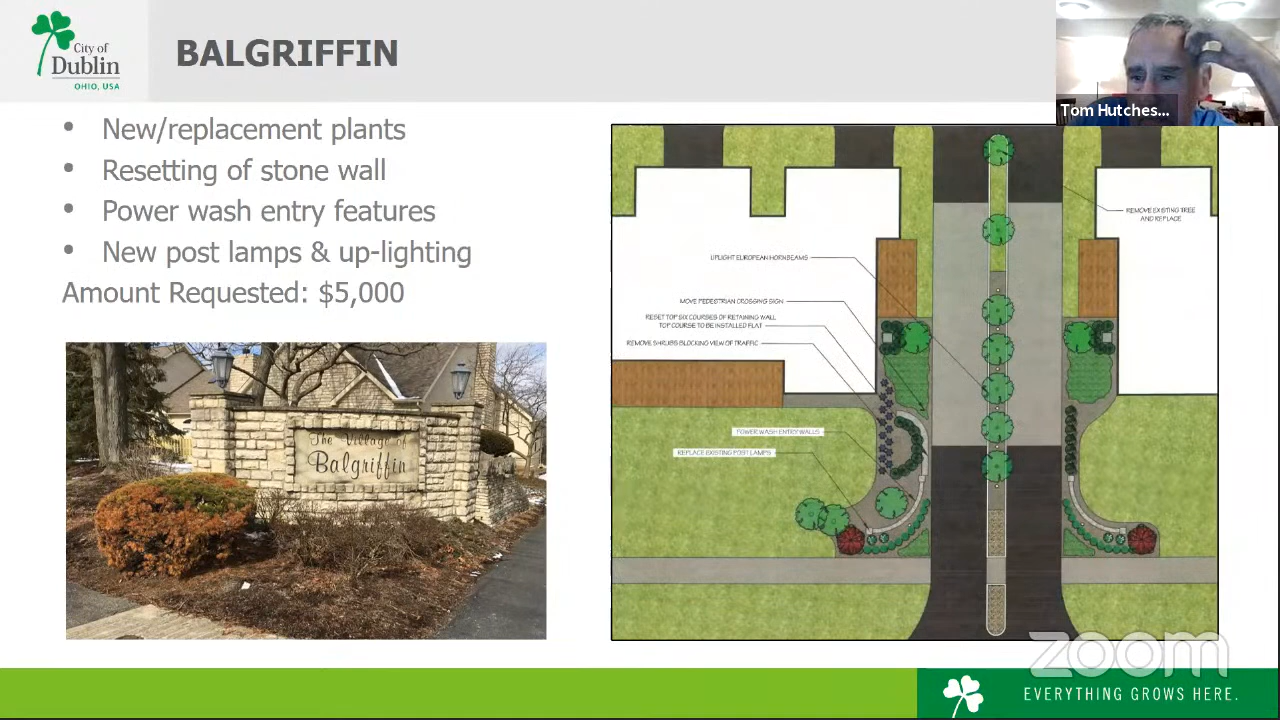 City of
Dublin
OHIO, USA
BALGRIFFIN
Tom Hutches...
• New/replacement plants
• Resetting of stone wall
• Power wash entry features
• New post lamps & up-lighting
Amount Requested: $5,000
The Village of
Balgriffin
REMOVE EXISTING TREE
AND REPLACE
UPLIGHT EUROPEAN HORNBEAMS
MOVE PEDESTRIAN CROSSING SIGN
RESET TOP SIX COURSES OF RETAINING WALL
TOP COURSE TO BE INSTALLED FLAT
REMOVE SHRUBS BLOCKING VIEW OF TRAFFIC
POWER WASH ENTRY WALLS
REPLACE EXISTING POST LAMPS
zoom
EVERYTHING GROWS HERE.